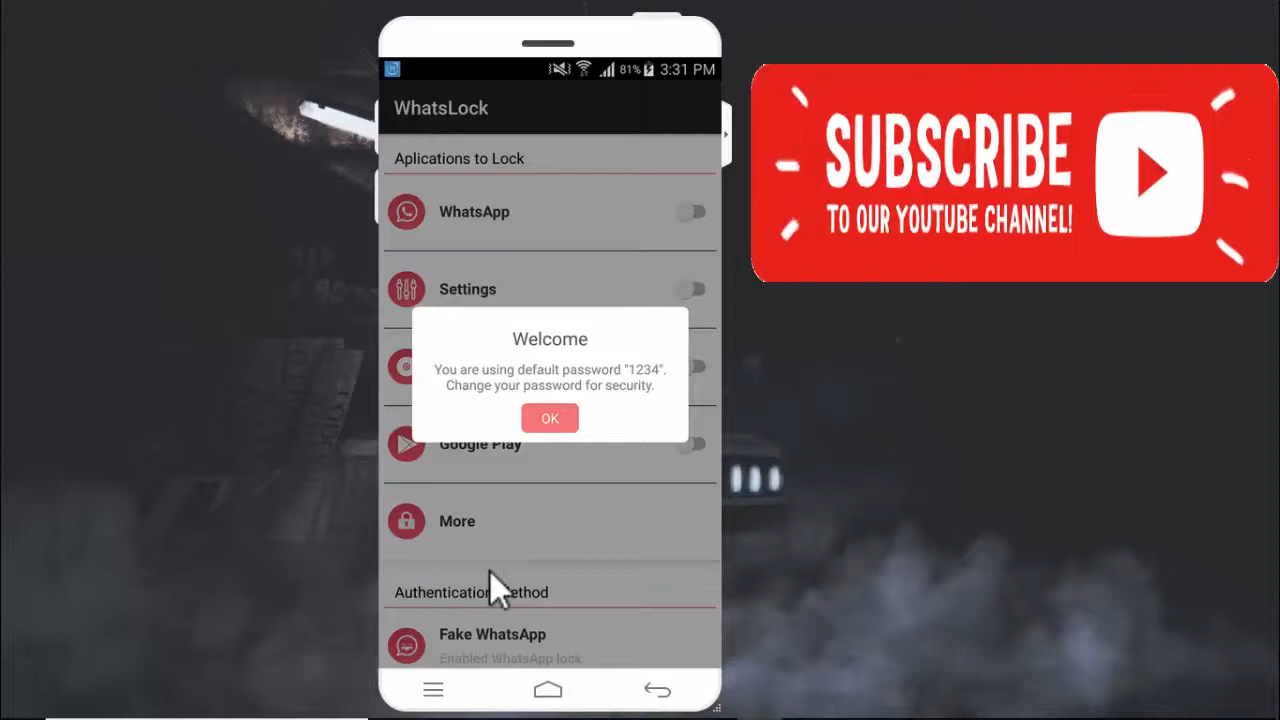 81% 3:31 PM
WhatsLock
Aplications to Lock
WhatsApp
Settings
Welcome
You are using default password "1234".
Change your password for security.
OK
Google Play
More
Authentication ethod
Fake WhatsApp
Enabled WhatsApp lock
SUBSCRIBE
TO OUR YOUTUBE CHANNEL!